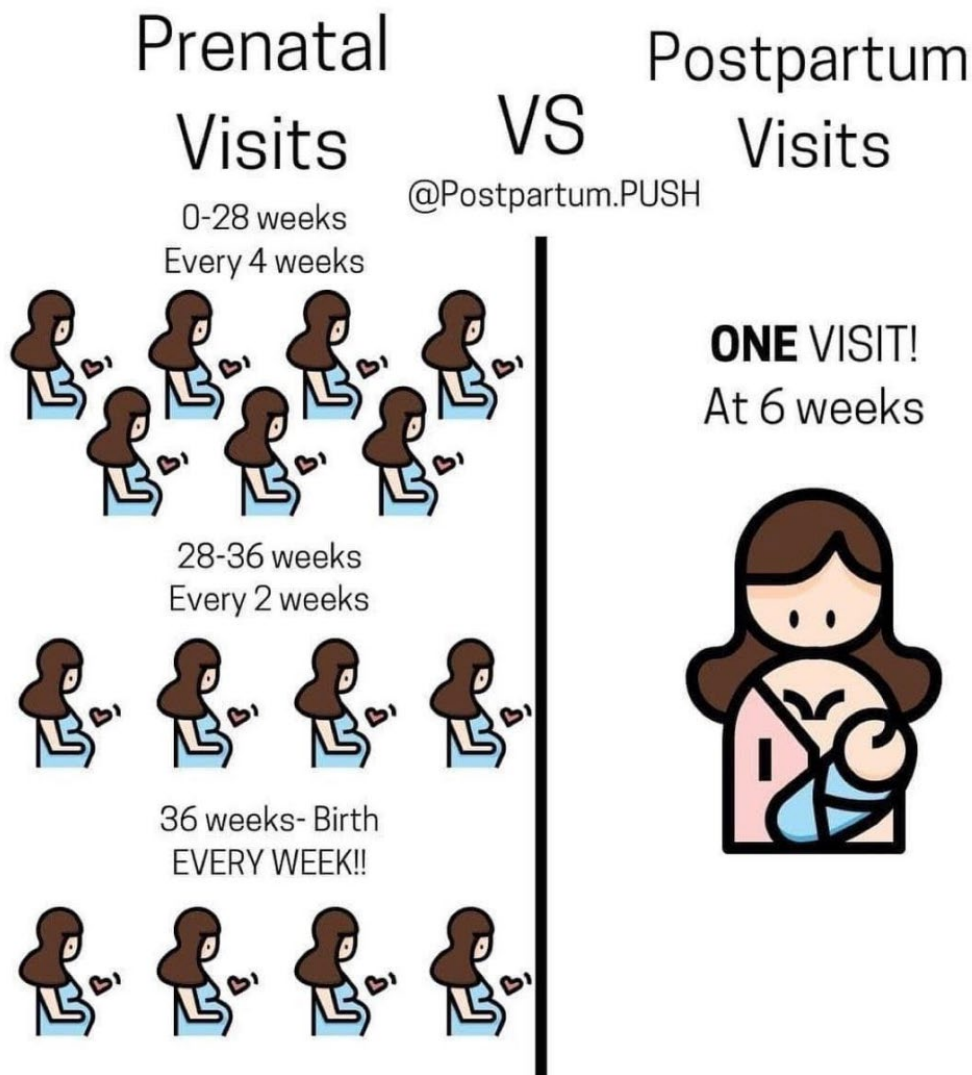 Prenatal
Visits
0-28 weeks
Every 4 weeks
28-36 weeks
Every 2 weeks
36 weeks- Birth
EVERY WEEK!!
VS
@Postpartum.PUSH
Postpartum
Visits
ONE VISIT!
At 6 weeks